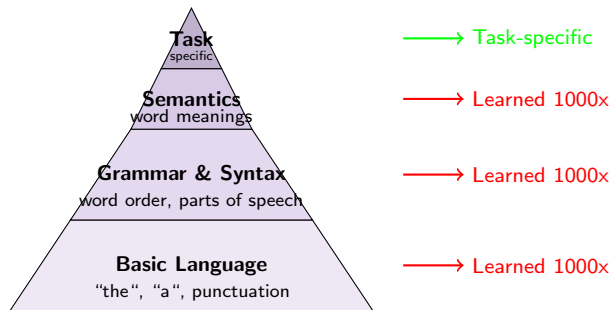 Task
specific
Task-specific
Semantics
word meanings
Learned 1000x
Grammar & Syntax
word order, parts of speech
Learned 1000x
Basic Language
“the“, “a“, punctuation
Learned 1000x